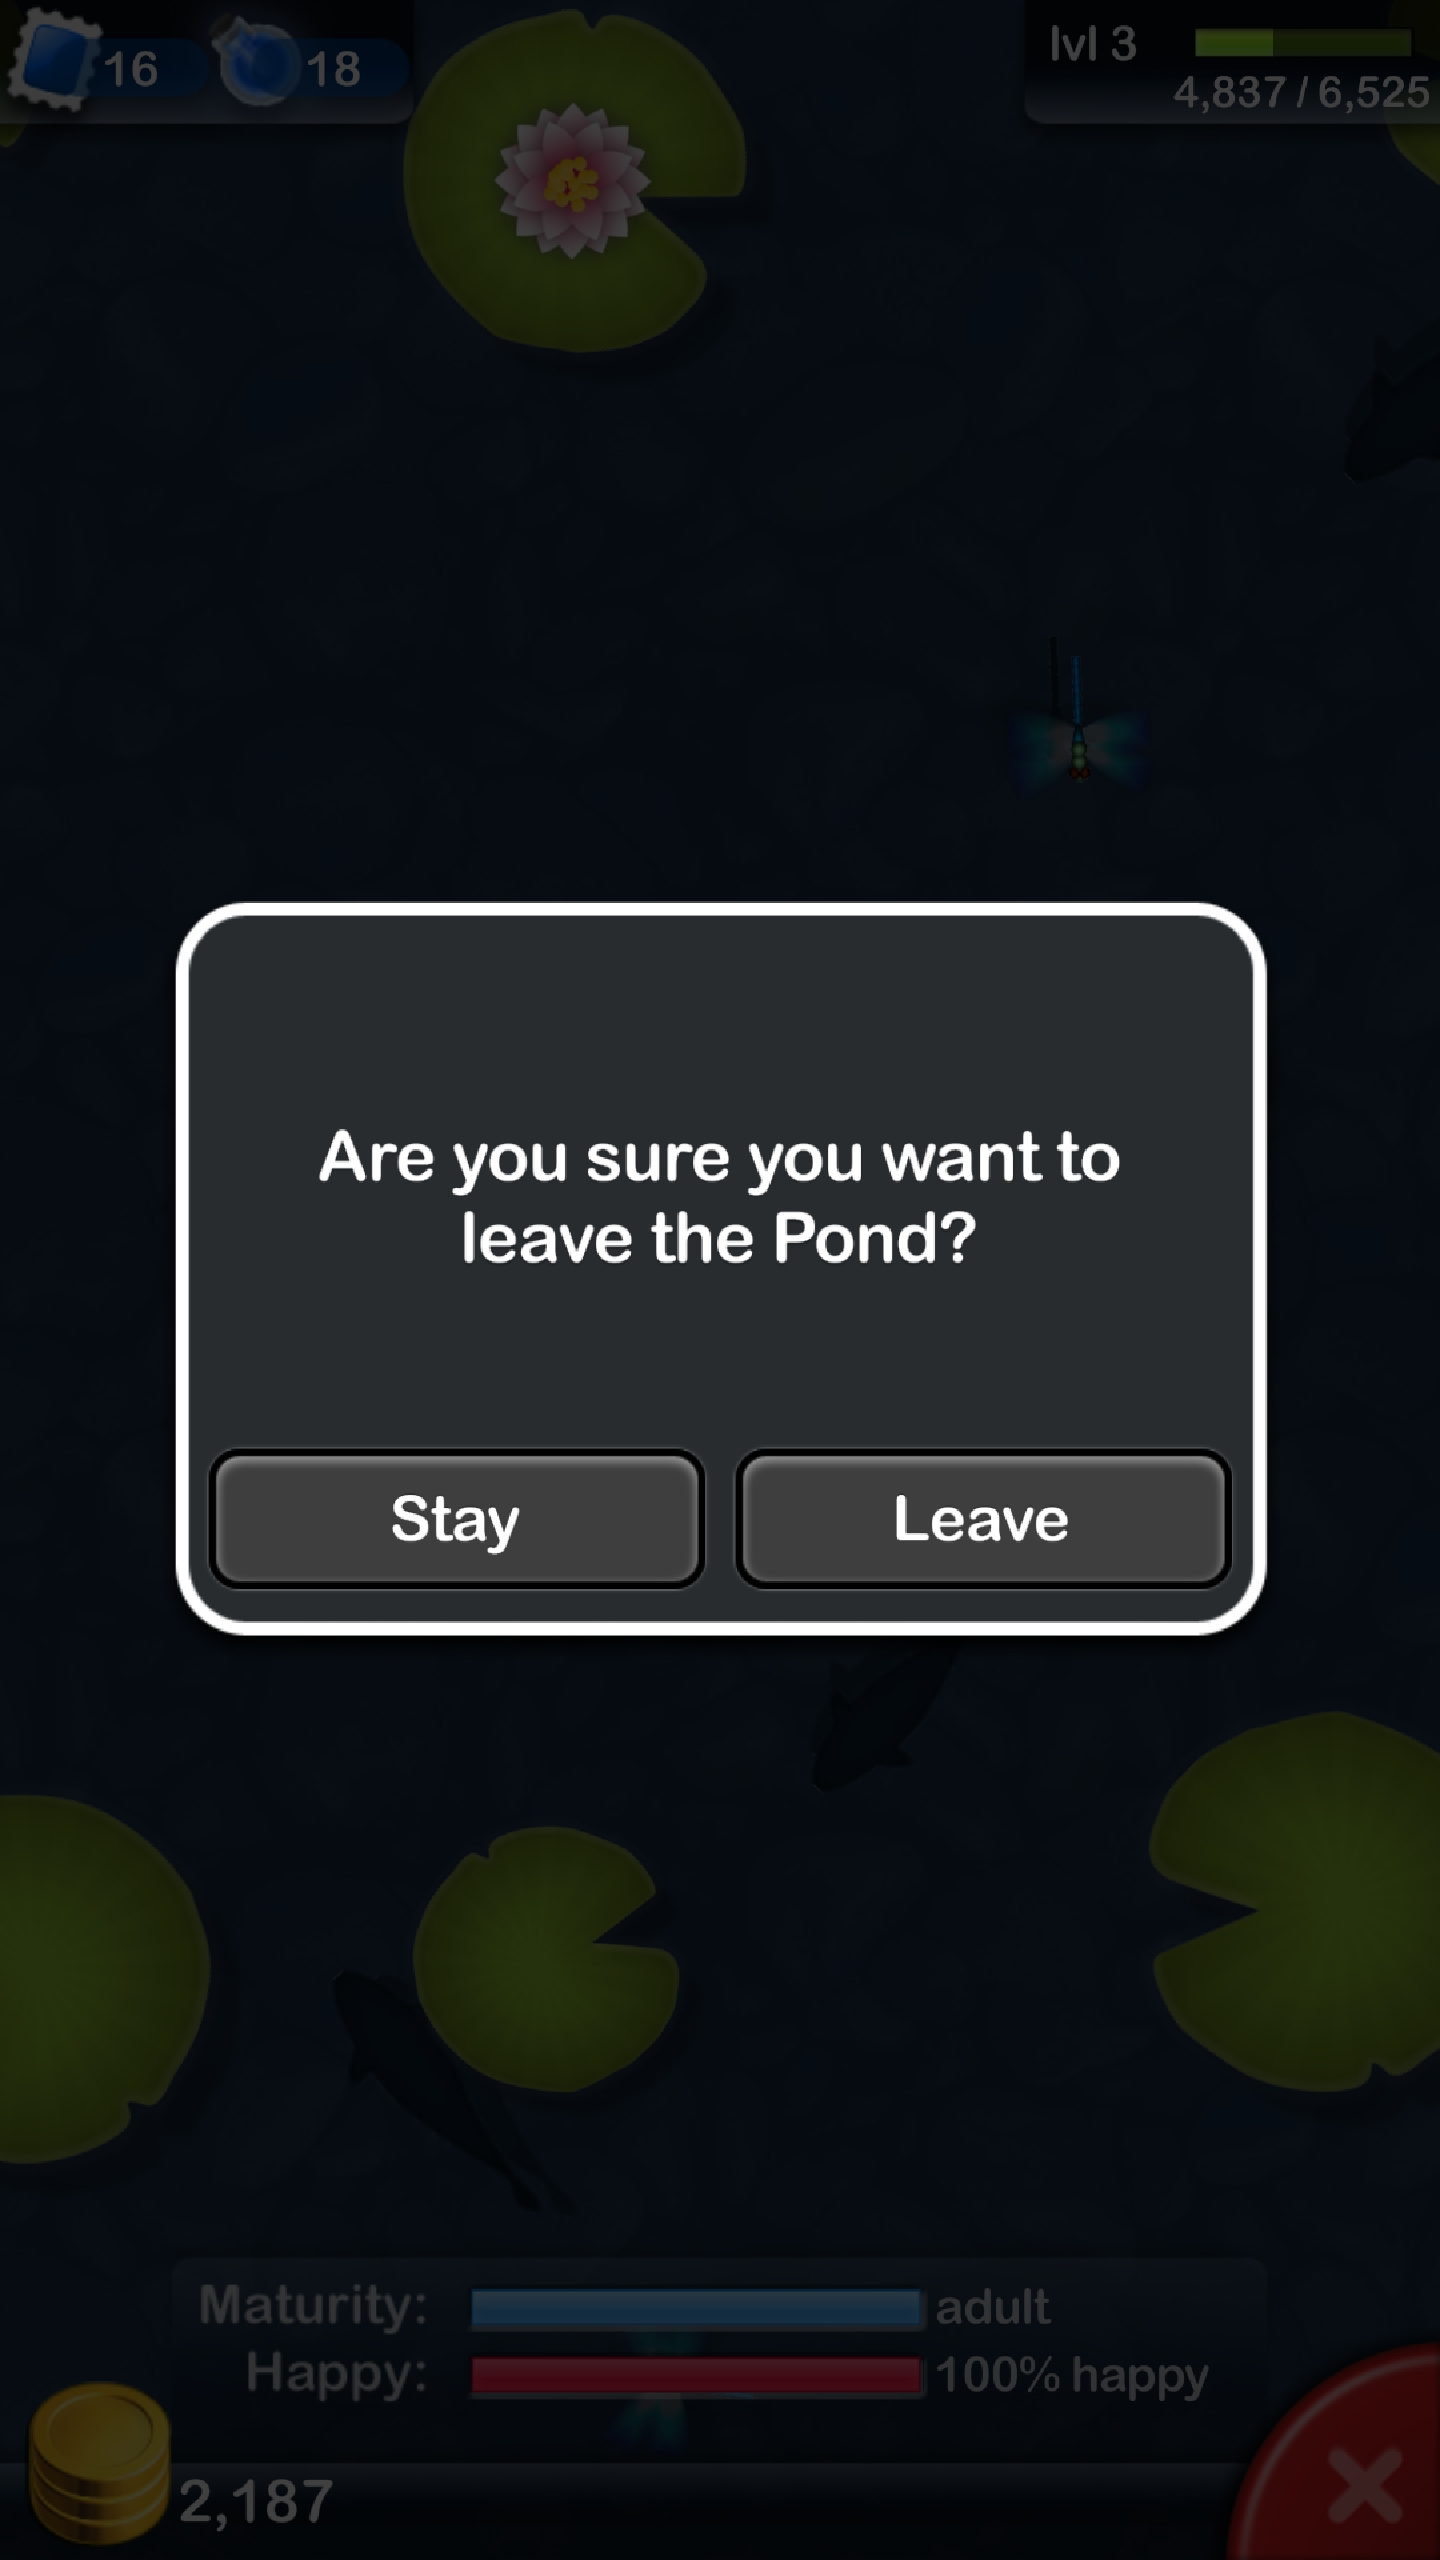 16
18
lvl 3
4,837 / 6,525
Are you sure you want to
leave the Pond?
Stay
Leave
Maturity:
adult
Happy:
100% happy
2,187